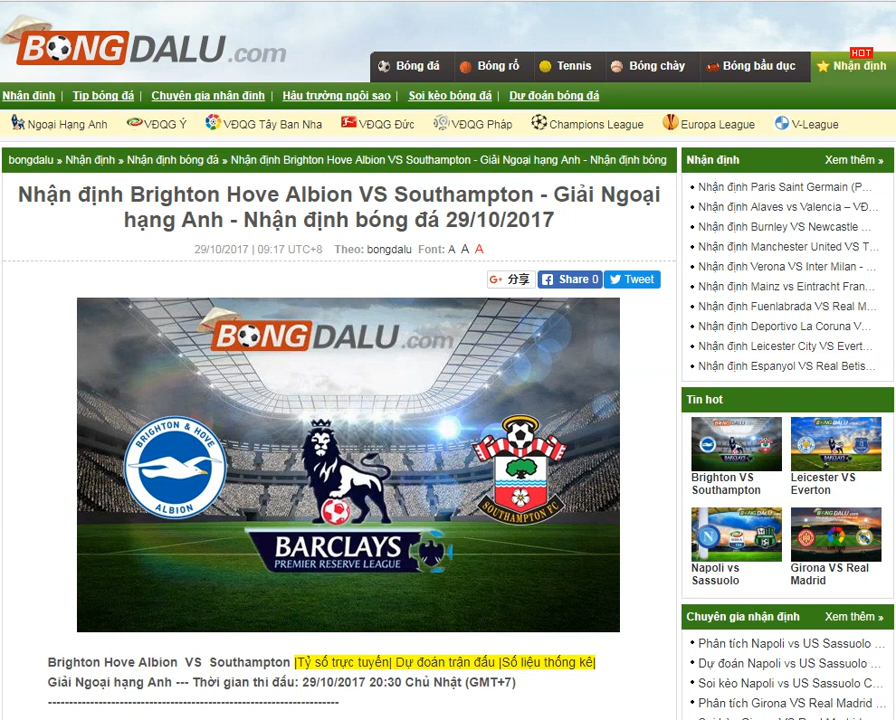 BONGDALU.com
Bóng đá Bóng rổ Tennis Bóng chày Bóng bầu dục HOT Nhận định
Nhận định | Tip bóng đá | Chuyên gia nhận định | Hậu trường ngôi sao | Soi kèo bóng đá | Dự đoán bóng đá
Ngoại Hạng Anh VĐQG Ý VĐQG Tây Ban Nha VĐQG Đức VĐQG Pháp Champions League Europa League V-League
bongdalu » Nhận định » Nhận định bóng đá » Nhận định Brighton Hove Albion VS Southampton - Giải Ngoại hạng Anh - Nhận định bóng
Nhận định Brighton Hove Albion VS Southampton - Giải Ngoại
hạng Anh - Nhận định bóng đá 29/10/2017
29/10/2017 | 09:17 UTC+8 Theo: bongdalu Font: A A A
G+ 分享 Share 0 Tweet
BONGDALU.com
BRIGHTON & HOVE
ALBION
SOUTHAMPTON FC
BARCLAYS
PREMIER RESERVE LEAGUE
Brighton Hove Albion VS Southampton |Tỷ số trực tuyến| Dự đoán trận đấu |Số liệu thống kê|
Giải Ngoại hạng Anh --- Thời gian thi đấu: 29/10/2017 20:30 Chủ Nhật (GMT+7)
Nhận định Xem thêm »
Nhận định Paris Saint Germain (P...
Nhận định Alaves vs Valencia – VĐ...
Nhận định Burnley VS Newcastle ...
Nhận định Manchester United VS T...
Nhận định Verona VS Inter Milan - ...
Nhận định Mainz vs Eintracht Fran...
Nhận định Fuenlabrada VS Real M...
Nhận định Deportivo La Coruna V...
Nhận định Leicester City VS Evert...
Nhận định Espanyol VS Real Betis...
Tin hot
Brighton VS
Southampton
Leicester VS
Everton
Napoli vs
Sassuolo
Girona VS Real
Madrid
Chuyên gia nhận định Xem thêm »
Phân tích Napoli vs US Sassuolo ...
Dự đoán Napoli vs US Sassuolo ...
Soi kèo Napoli vs US Sassuolo C...
Phân tích Girona VS Real Madrid ...